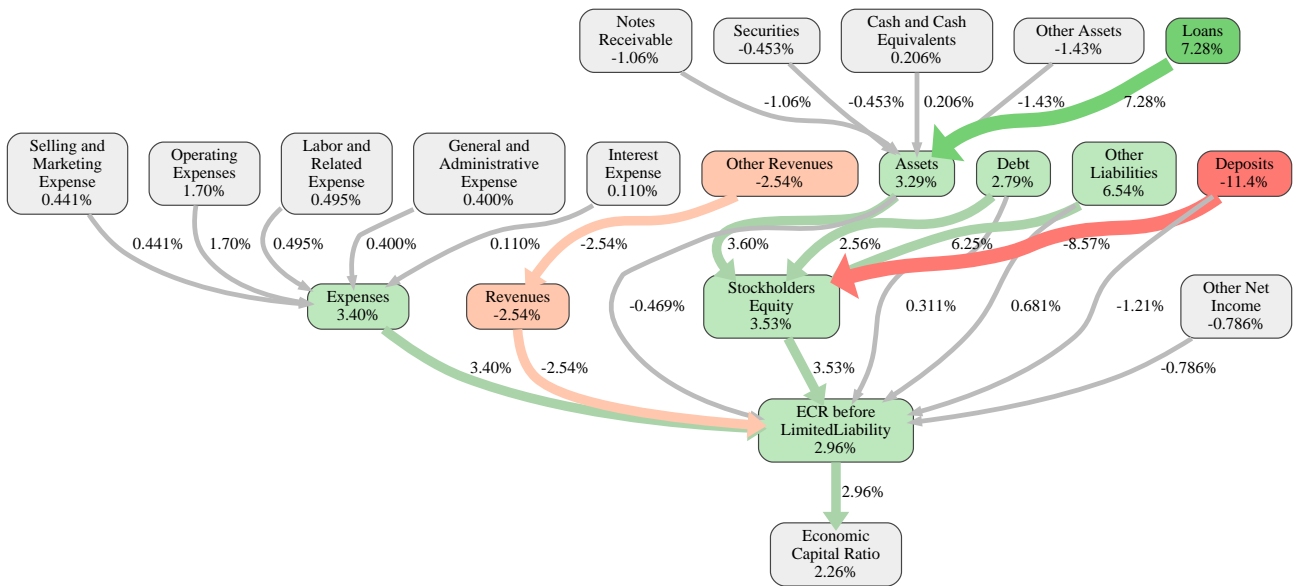 Notes
Receivable
-1.06%
Securities
-0.453%
Cash and Cash
Equivalents
0.206%
Other Assets
-1.43%
Loans
7.28%
-1.06%
-0.453%
0.206%
-1.43%
7.28%
Selling and
Marketing
Expense
0.441%
Operating
Expenses
1.70%
Labor and
Related
Expense
0.495%
General and
Administrative
Expense
0.400%
Interest
Expense
0.110%
Other Revenues
-2.54%
Assets
3.29%
Debt
2.79%
Other
Liabilities
6.54%
Deposits
-11.4%
0.441%
1.70%
0.495%
0.400%
0.110%
-2.54%
3.60%
2.56%
6.25%
-8.57%
Expenses
3.40%
Revenues
-2.54%
-0.469%
Stockholders
Equity
3.53%
0.311%
0.681%
-1.21%
Other Net
Income
-0.786%
3.40%
-2.54%
3.53%
-0.786%
ECR before
LimitedLiability
2.96%
2.96%
Economic
Capital Ratio
2.26%